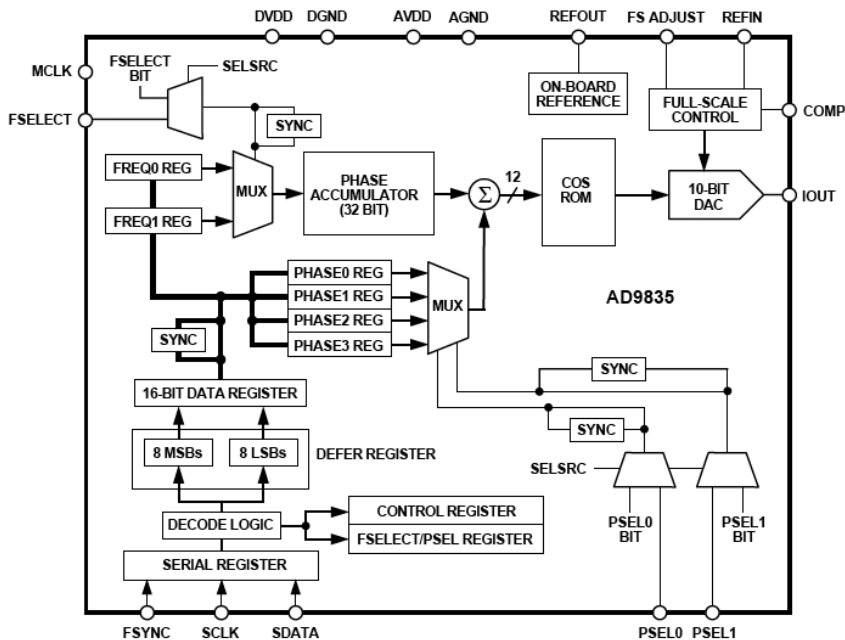 DVDD
DGND
AVDD
AGND
REFOUT
FS ADJUST
REFIN
MCLK
FSELECT
BIT
SELSRC
ON-BOARD
REFERENCE
FULL-SCALE
CONTROL
COMP
FSELECT
SYNC
FREQ0 REG
MUX
PHASE
ACCUMULATOR
(32 BIT)
Σ
12
COS
ROM
10-BIT
DAC
IOUT
FREQ1 REG
PHASE0 REG
PHASE1 REG
PHASE2 REG
PHASE3 REG
MUX
AD9835
SYNC
SYNC
16-BIT DATA REGISTER
SYNC
8 MSBs
8 LSBs
DEFER REGISTER
SELSRC
DECODE LOGIC
CONTROL REGISTER
FSELECT/PSEL REGISTER
PSEL0
BIT
PSEL1
BIT
SERIAL REGISTER
FSYNC
SCLK
SDATA
PSEL0
PSEL1